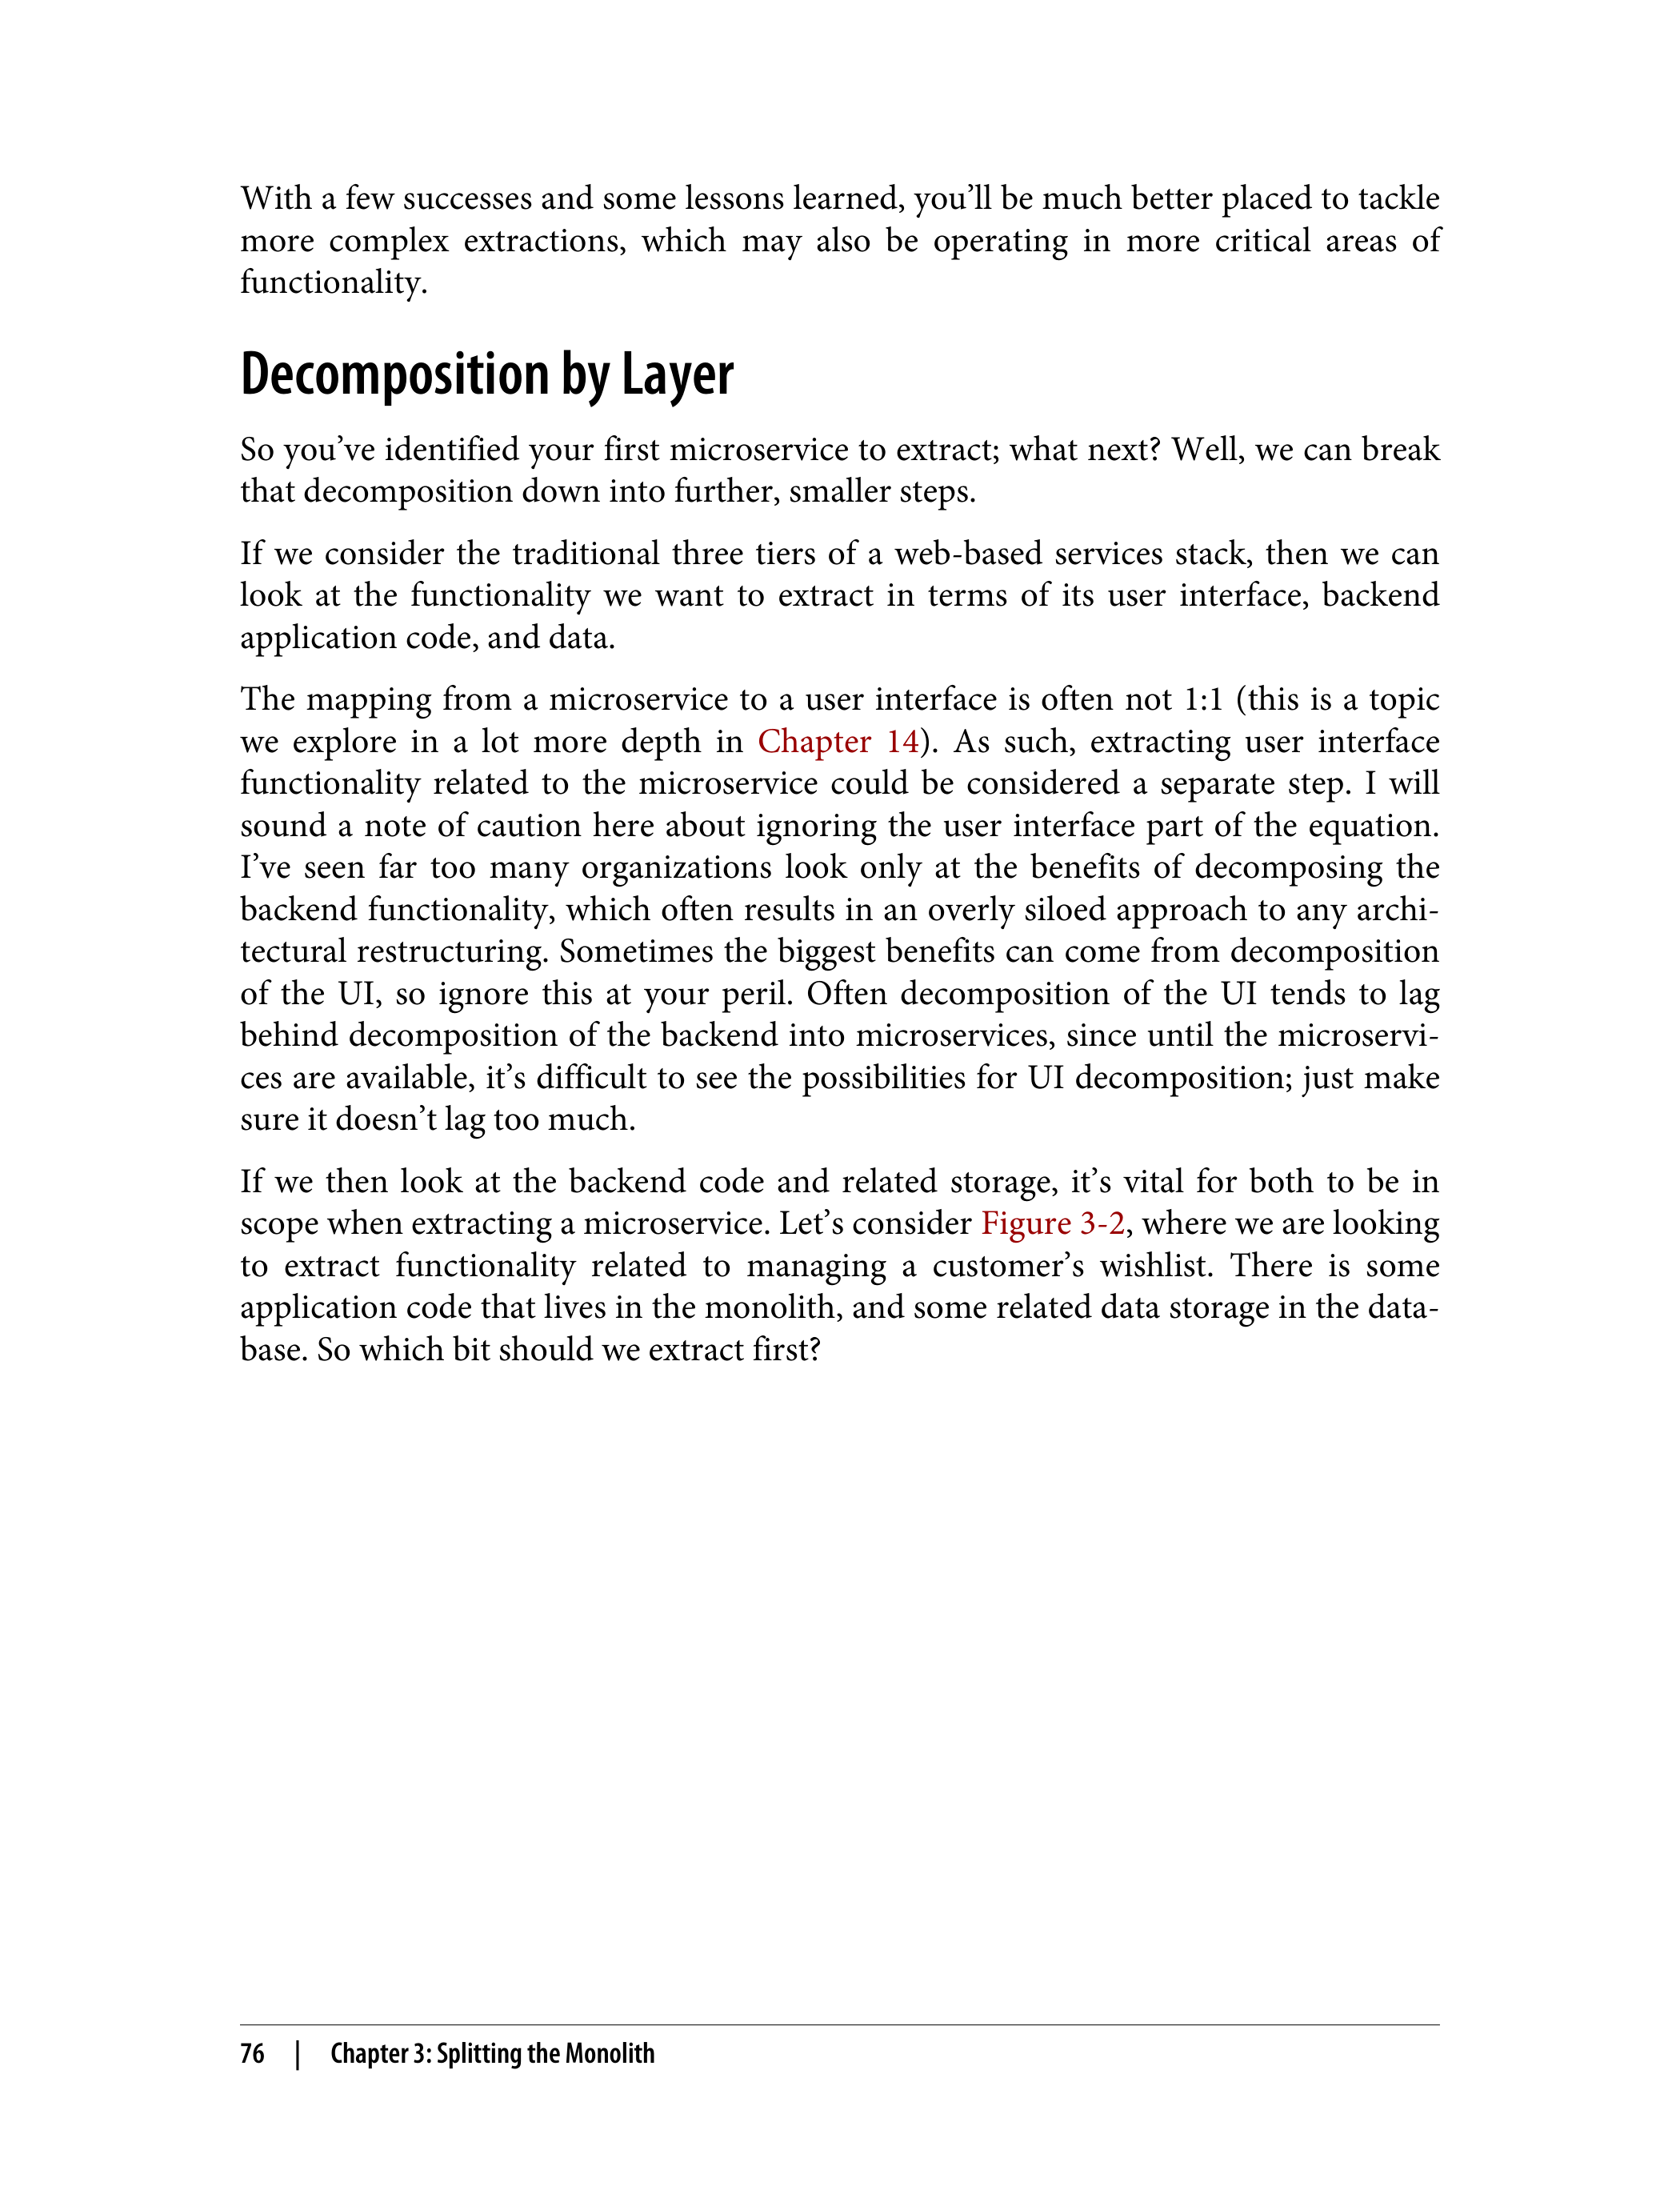 With a few successes and some lessons learned, you’ll be much better placed to tackle
more complex extractions, which may also be operating in more critical areas of
functionality.
Decomposition by Layer
So you’ve identified your first microservice to extract; what next? Well, we can break
that decomposition down into further, smaller steps.
If we consider the traditional three tiers of a web-based services stack, then we can
look at the functionality we want to extract in terms of its user interface, backend
application code, and data.
The mapping from a microservice to a user interface is often not 1:1 (this is a topic
we explore in a lot more depth in Chapter 14). As such, extracting user interface
functionality related to the microservice could be considered a separate step. I will
sound a note of caution here about ignoring the user interface part of the equation.
I’ve seen far too many organizations look only at the benefits of decomposing the
backend functionality, which often results in an overly siloed approach to any archi-
tectural restructuring. Sometimes the biggest benefits can come from decomposition
of the UI, so ignore this at your peril. Often decomposition of the UI tends to lag
behind decomposition of the backend into microservices, since until the microservi-
ces are available, it’s difficult to see the possibilities for UI decomposition; just make
sure it doesn’t lag too much.
If we then look at the backend code and related storage, it’s vital for both to be in
scope when extracting a microservice. Let’s consider Figure 3-2, where we are looking
to extract functionality related to managing a customer’s wishlist. There is some
application code that lives in the monolith, and some related data storage in the data-
base. So which bit should we extract first?
76 | Chapter 3: Splitting the Monolith